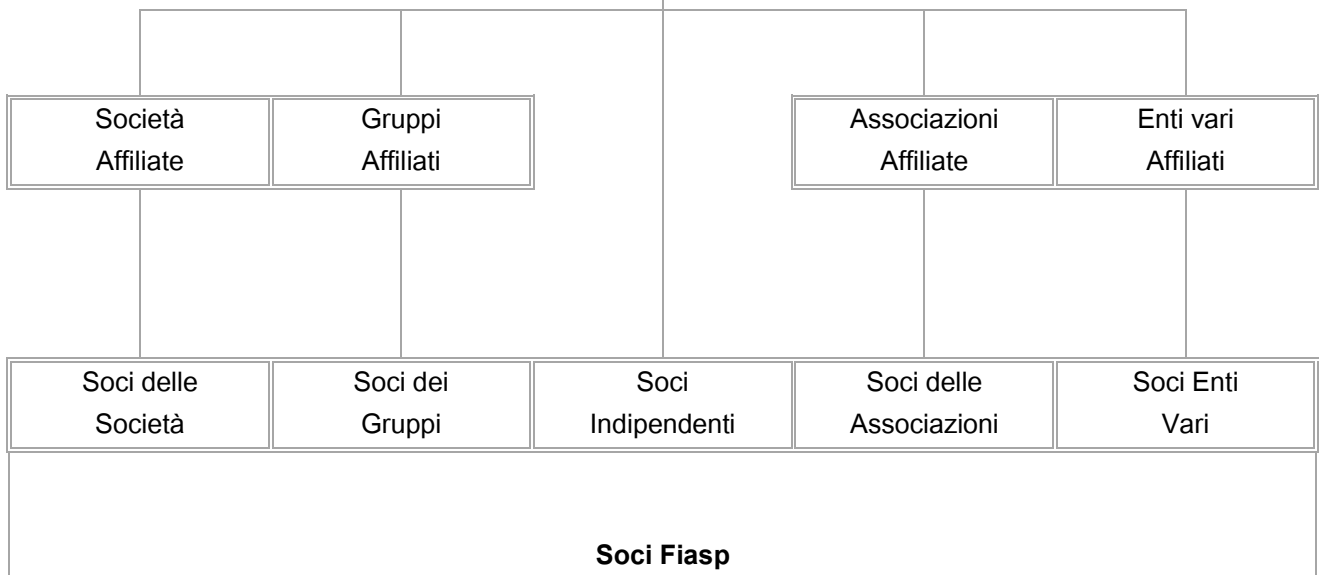 Società
Affiliate
Gruppi
Affiliati
Associazioni
Affiliate
Enti vari
Affiliati
Soci delle
Società
Soci dei
Gruppi
Soci
Indipendenti
Soci delle
Associazioni
Soci Enti
Vari
Soci Fiasp